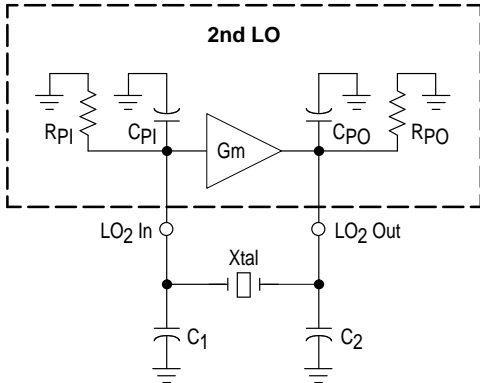 2nd LO
RPI
CPI
Gm
CPO
RPO
LO2 In
LO2 Out
Xtal
C1
C2